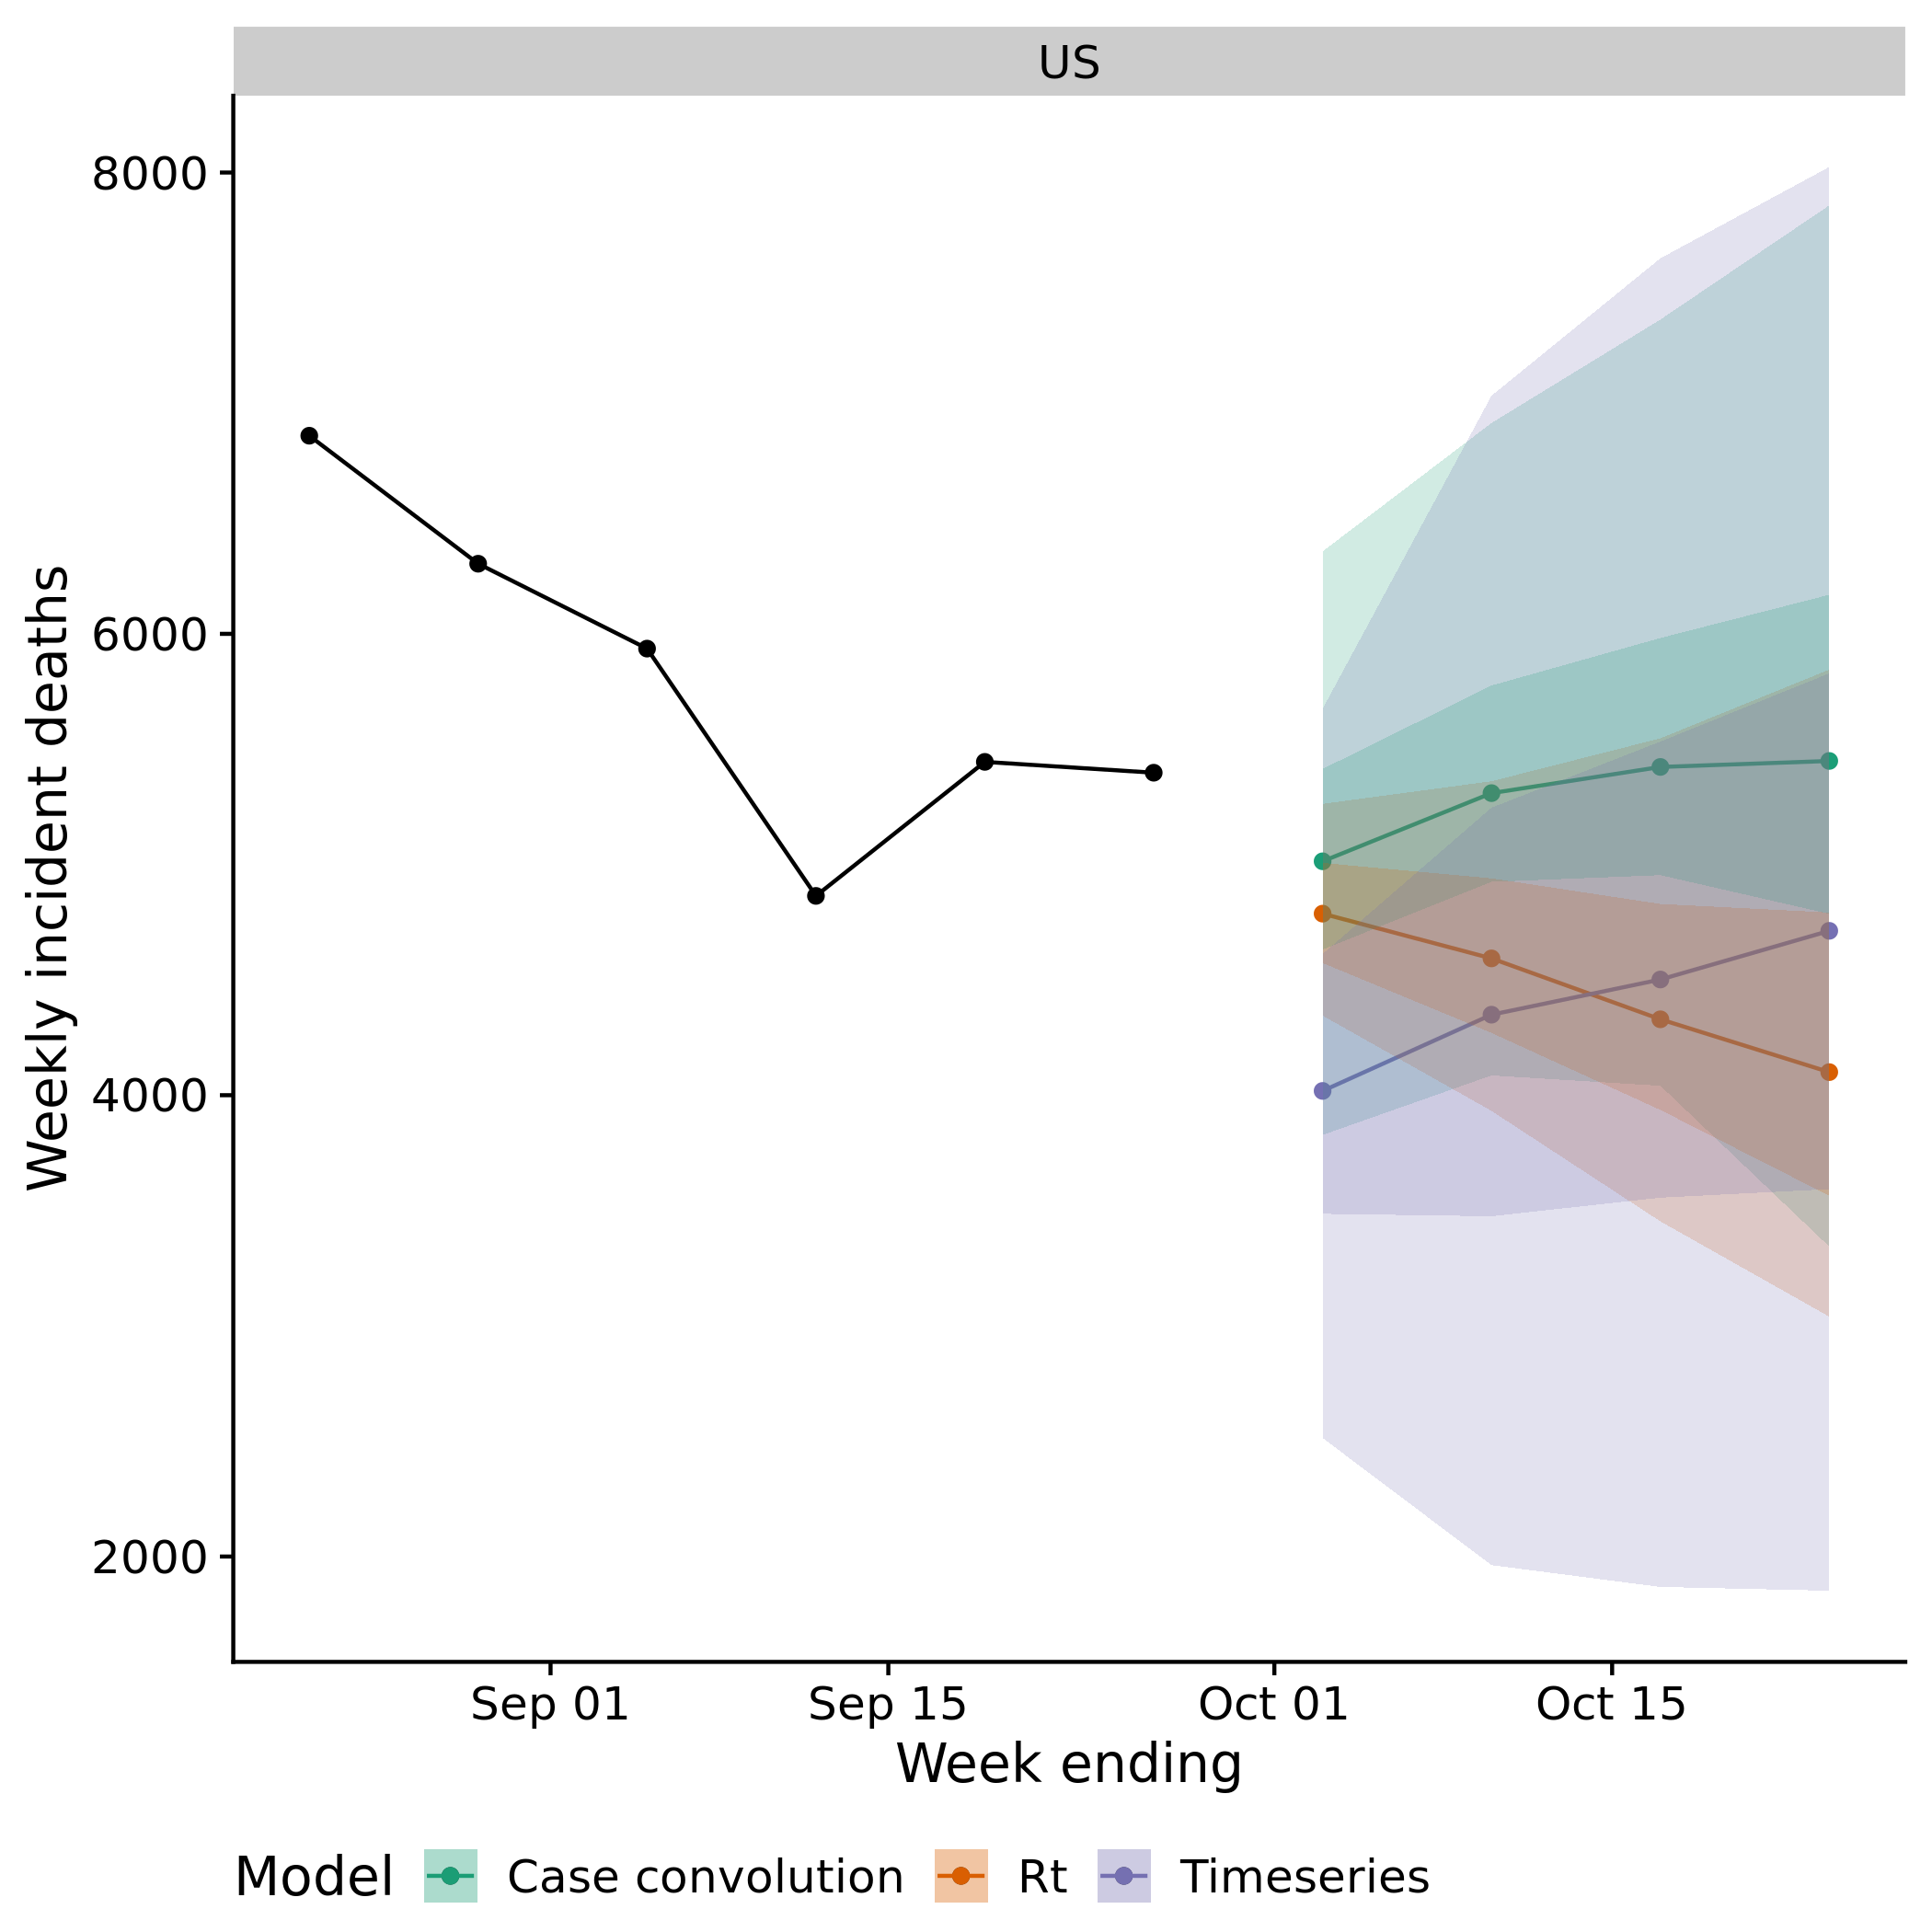 US
8000
6000
4000
2000
Weekly incident deaths
Sep 01 Sep 15 Oct 01 Oct 15
Week ending
Model Case convolution Rt Timeseries